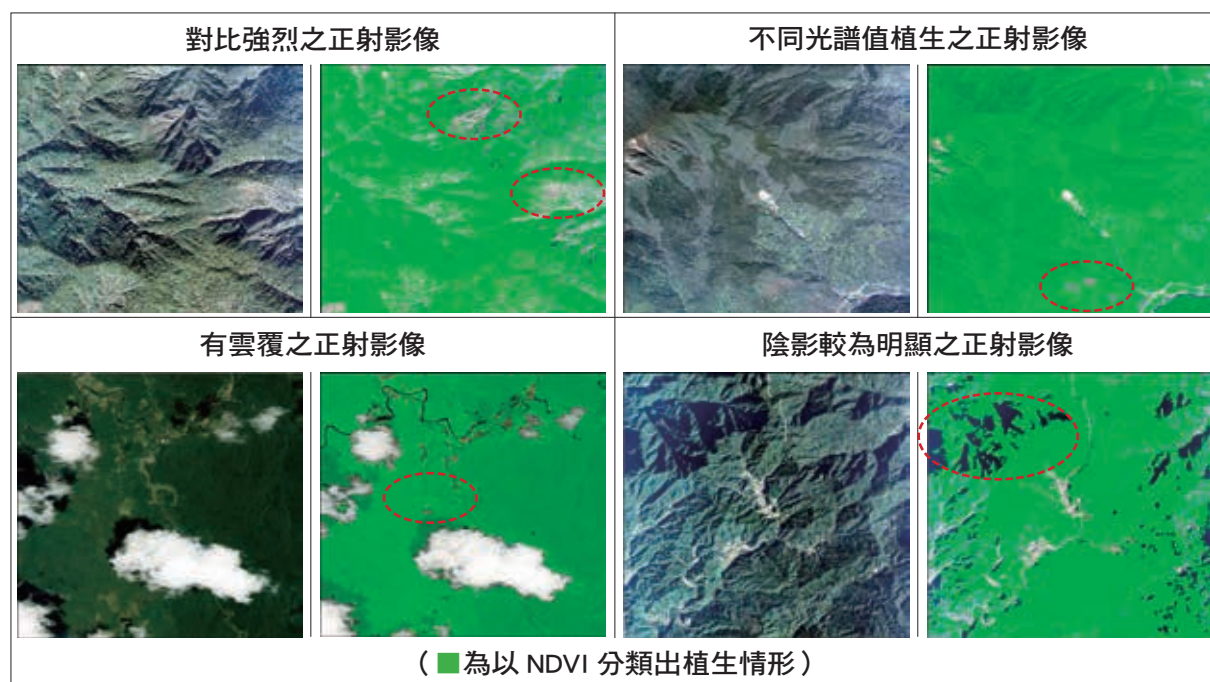 對比強烈之正射影像
不同光譜值植生之正射影像
有雲覆之正射影像
陰影較為明顯之正射影像
（■為以 NDVI 分類出植生情形）